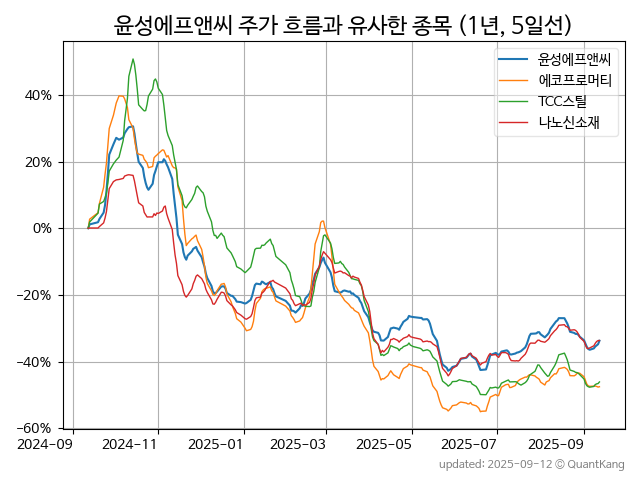 윤성에프앤씨 주가 흐름과 유사한 종목 (1년, 5일선)
윤성에프앤씨
에코프로머티
TCC스틸
나노신소재
40%
20%
0%
−20%
−40%
−60%
2024-09 2024-11 2025-01 2025-03 2025-05 2025-07 2025-09
updated: 2025-09-12 © QuantKang